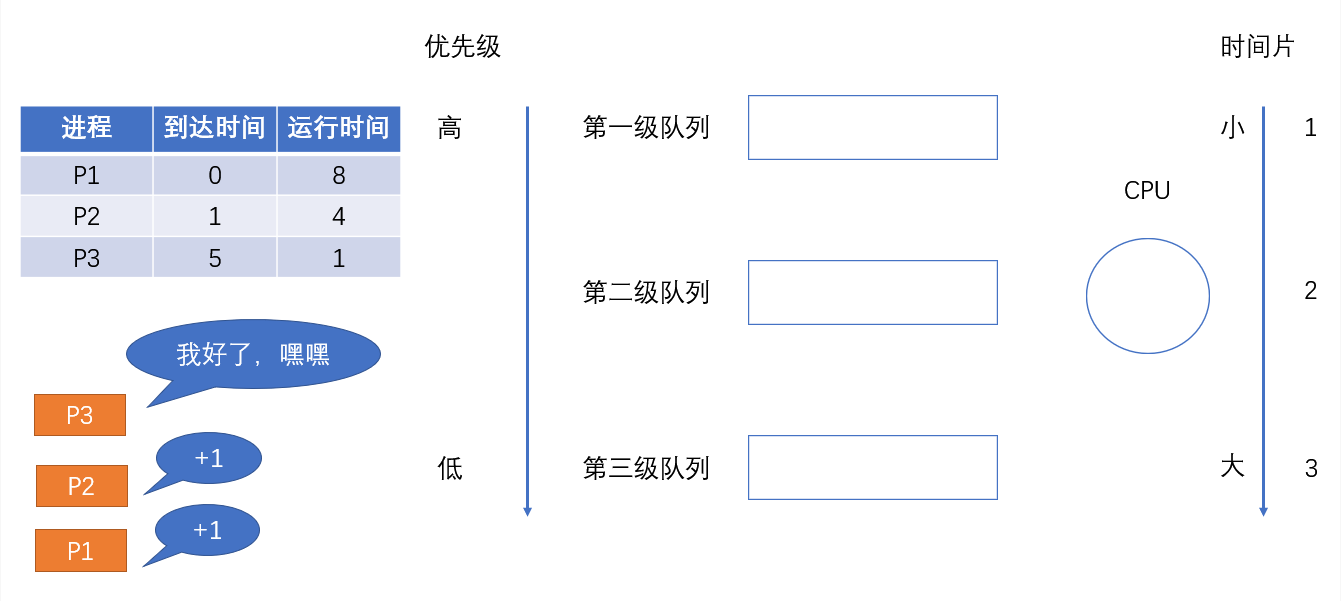 优先级
时间片
进程 到达时间 运行时间
P1 0 8
P2 1 4
P3 5 1
高
第一级队列
小
1
CPU
第二级队列
2
我好了，嘿嘿
P3
+1
P2
低
第三级队列
大
3
+1
P1